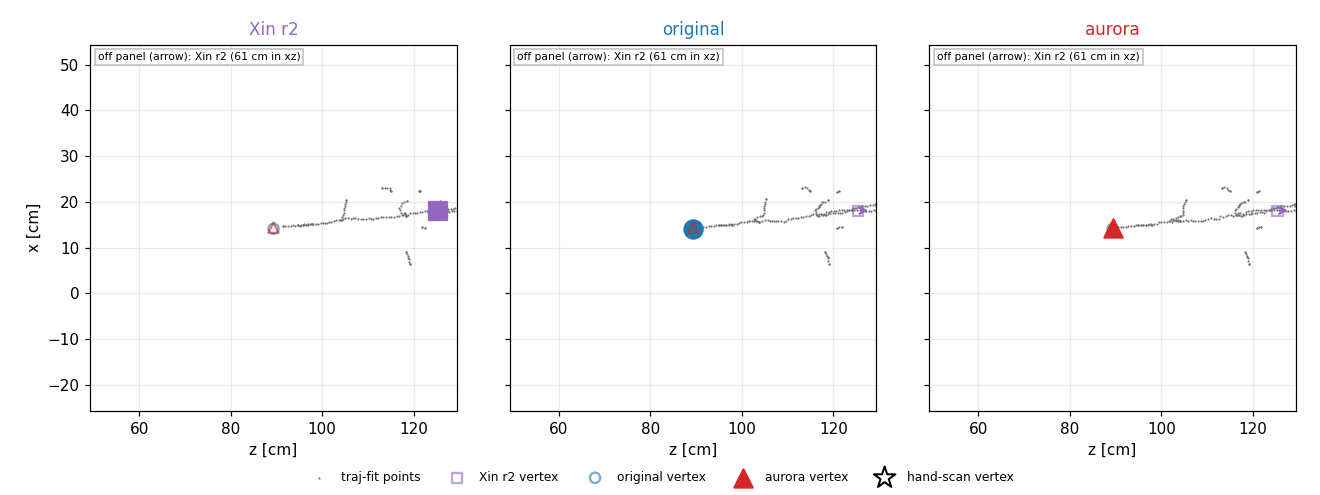 Xin r2 original aurora
off panel (arrow): Xin r2 (61 cm in xz) off panel (arrow): Xin r2 (61 cm in xz) off panel (arrow): Xin r2 (61 cm in xz)
50
40
30
20
10
0
−10
−20
x [cm]
60 80 100 120 60 80 100 120 60 80 100 120
z [cm] z [cm] z [cm]
traj-fit points Xin r2 vertex original vertex aurora vertex hand-scan vertex